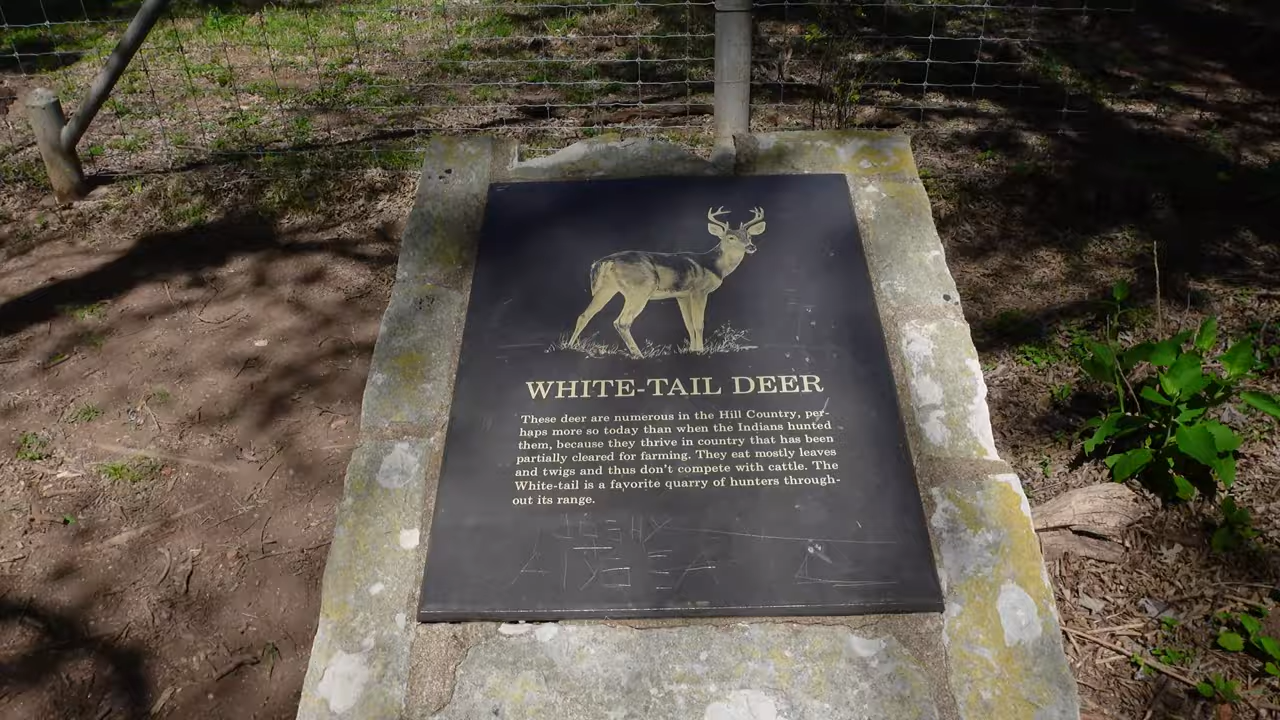 WHITE-TAIL DEER
These deer are numerous in the Hill Country, per-
haps more so today than when the Indians hunted
them, because they thrive in country that has been
partially cleared for farming. They eat mostly leaves
and twigs and thus don't compete with cattle. The
White-tail is a favorite quarry of hunters through-
out its range.